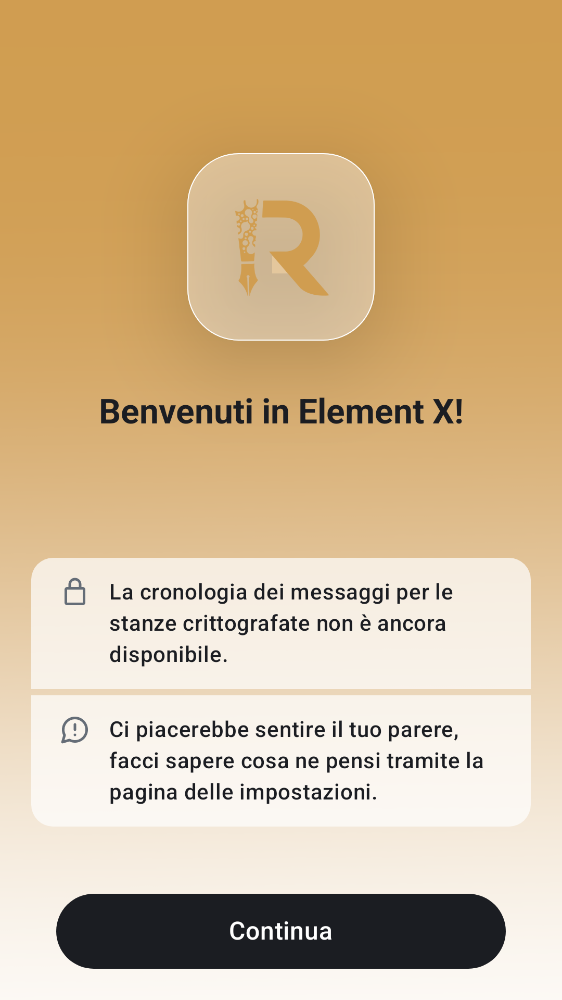 R
Benvenuti in Element X!
La cronologia dei messaggi per le
stanze crittografate non è ancora
disponibile.
Ci piacerebbe sentire il tuo parere,
facci sapere cosa ne pensi tramite la
pagina delle impostazioni.
Continua